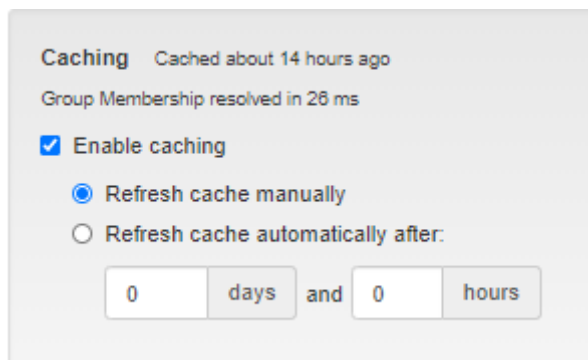 Caching Cached about 14 hours ago
Group Membership resolved in 26 ms
Enable caching
Refresh cache manually
Refresh cache automatically after:
0 days and 0 hours